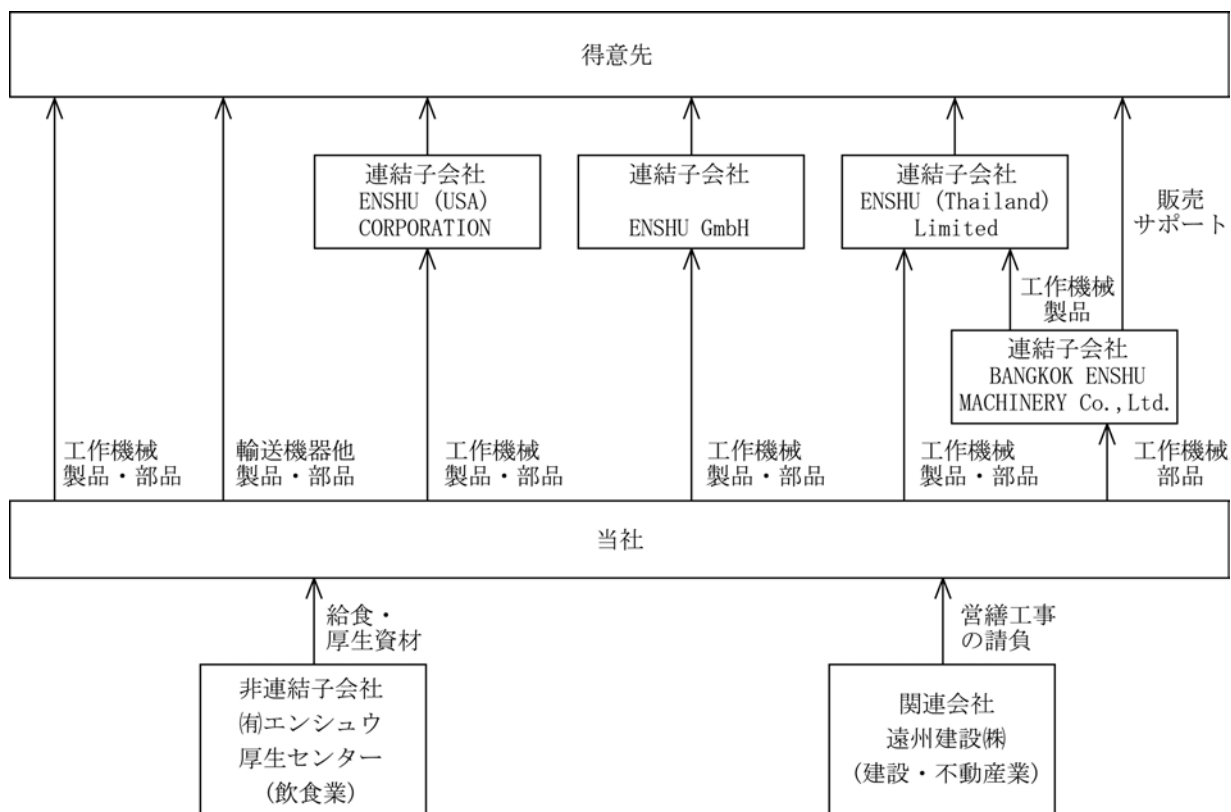 得意先
連結子会社
ENSHU (USA)
CORPORATION
連結子会社
ENSHU GmbH
連結子会社
ENSHU (Thailand)
Limited
販売
サポート
工作機械
製品
連結子会社
BANGKOK ENSHU
MACHINERY Co.,Ltd.
工作機械
製品・部品
輸送機器他
製品・部品
工作機械
製品・部品
工作機械
製品・部品
工作機械
製品・部品
工作機械
部品
当社
給食・
厚生資材
営繕工事
の請負
非連結子会社
㈲エンシュウ
厚生センター
(飲食業)
関連会社
遠州建設㈱
(建設・不動産業)